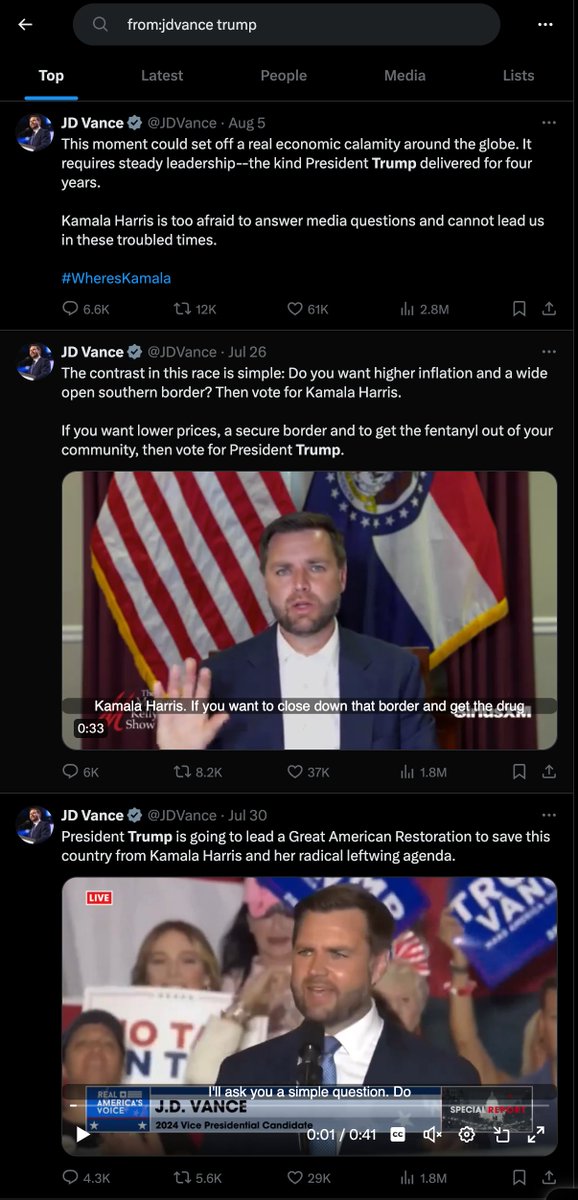 from:jdvance trump
Top
Latest
People
Media
Lists
JD Vance @JDVance · Aug 5
This moment could set off a real economic calamity around the globe. It
requires steady leadership--the kind President Trump delivered for four
years.
Kamala Harris is too afraid to answer media questions and cannot lead us
in these troubled times.
#WheresKamala
6.6K 12K 61K 2.8M
JD Vance @JDVance · Jul 26
The contrast in this race is simple: Do you want higher inflation and a wide
open southern border? Then vote for Kamala Harris.
If you want lower prices, a secure border and to get the fentanyl out of your
community, then vote for President Trump.
Kamala Harris. If you want to close down that border and get the drug
The
Kelly
Show
SiriusXM
0:33
6K 8.2K 37K 1.8M
JD Vance @JDVance · Jul 30
President Trump is going to lead a Great American Restoration to save this
country from Kamala Harris and her radical leftwing agenda.
LIVE
TRUMP
VANCE
I'll ask you a simple question. Do
REAL
AMERICA'S
VOICE
J.D. VANCE
2024 Vice Presidential Candidate
SPECIAL REPORT
0:01 / 0:41
CC
4.3K 5.6K 29K 1.8M